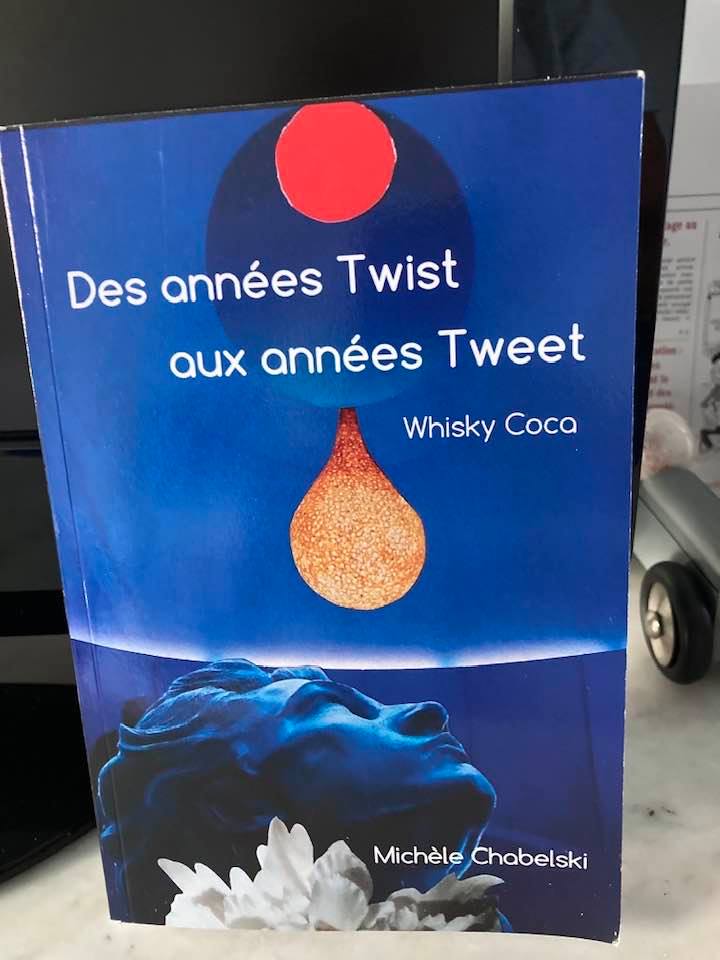 Des années Twist
aux années Tweet
Whisky Coca
Michèle Chabelski